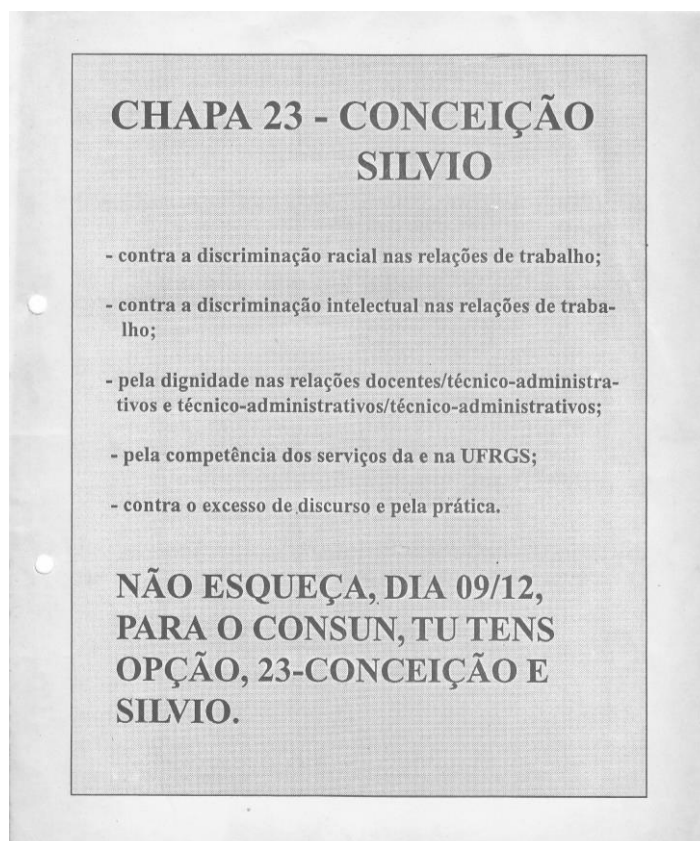 CHAPA 23 - CONCEIÇÃO
SILVIO
- contra a discriminação racial nas relações de trabalho;
- contra a discriminação intelectual nas relações de traba-
lho;
- pela dignidade nas relações docentes/técnico-administra-
tivos e técnico-administrativos/técnico-administrativos;
- pela competência dos serviços da e na UFRGS;
- contra o excesso de discurso e pela prática.
NÃO ESQUEÇA, DIA 09/12,
PARA O CONSUN, TU TENS
OPÇÃO, 23-CONCEIÇÃO E
SILVIO.